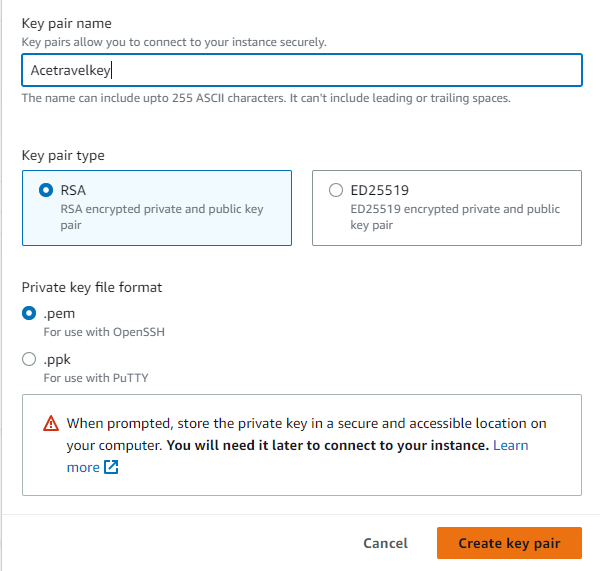 Key pair name
Key pairs allow you to connect to your instance securely.
Acetravelkey
The name can include upto 255 ASCII characters. It can't include leading or trailing spaces.
Key pair type
RSA
RSA encrypted private and public key
pair
ED25519
ED25519 encrypted private and public
key pair
Private key file format
.pem
For use with OpenSSH
.ppk
For use with PuTTY
When prompted, store the private key in a secure and accessible location on
your computer. You will need it later to connect to your instance. Learn
more
Cancel
Create key pair